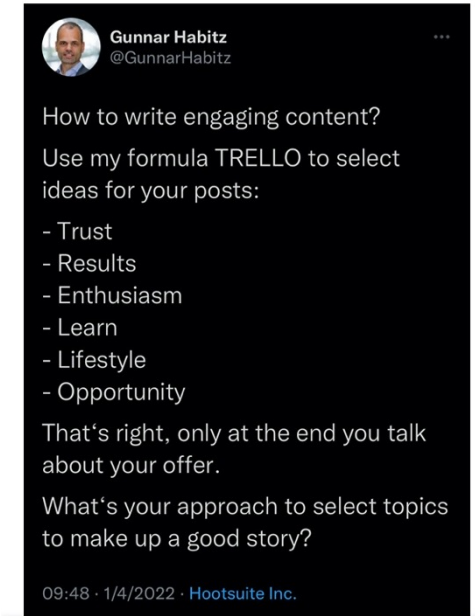 Gunnar Habitz
@GunnarHabitz
How to write engaging content?
Use my formula TRELLO to select
ideas for your posts:
- Trust
- Results
- Enthusiasm
- Learn
- Lifestyle
- Opportunity
That‘s right, only at the end you talk
about your offer.
What‘s your approach to select topics
to make up a good story?
09:48 · 1/4/2022 · Hootsuite Inc.